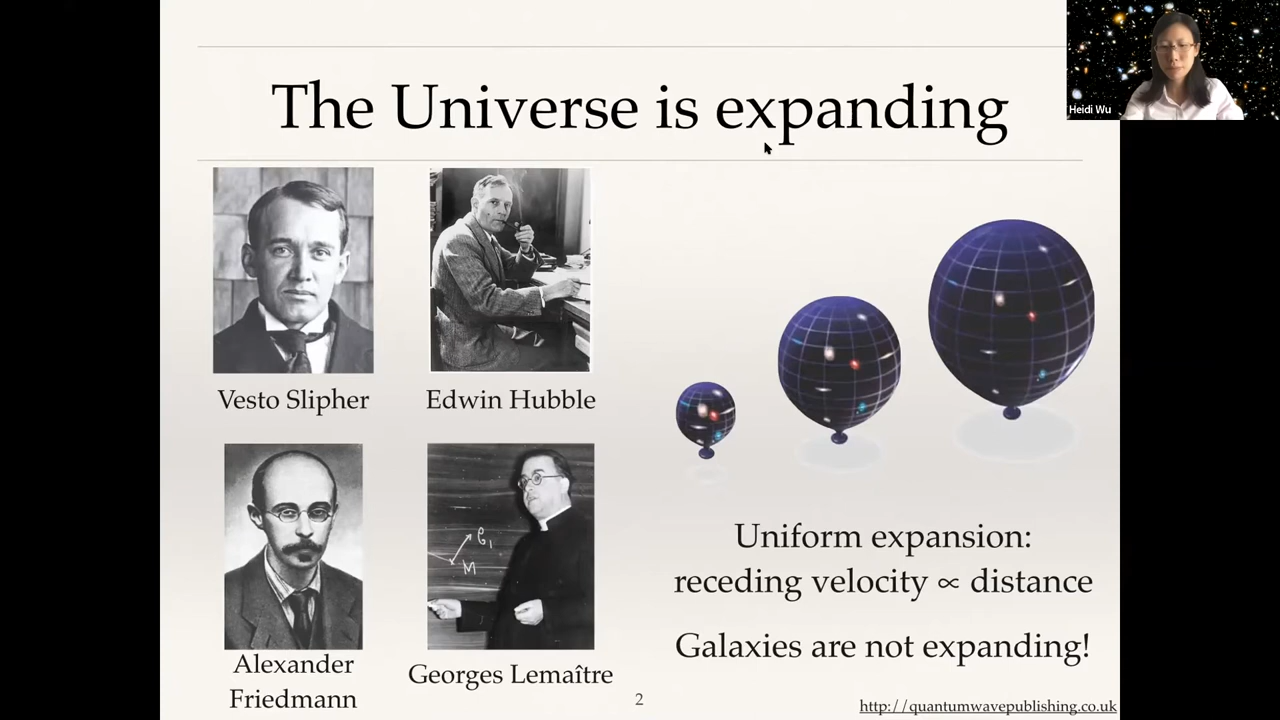 The Universe is expanding
Heidi Wu
Vesto Slipher
Edwin Hubble
Alexander
Friedmann
Georges Lemaître
Uniform expansion:
receding velocity ∝ distance
Galaxies are not expanding!
2
http://quantumwavepublishing.co.uk